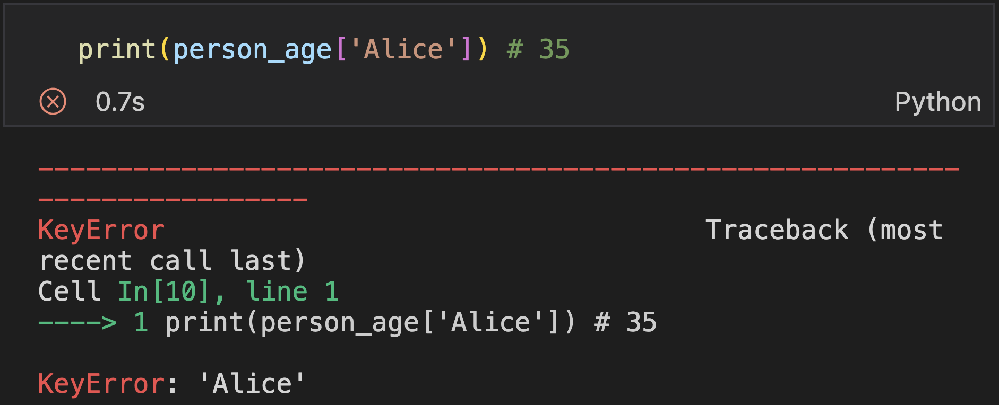 print(person_age['Alice']) # 35
0.7s Python
---------------------------------------------------------------------------
KeyError Traceback (most
recent call last)
Cell In[10], line 1
----> 1 print(person_age['Alice']) # 35
KeyError: 'Alice'